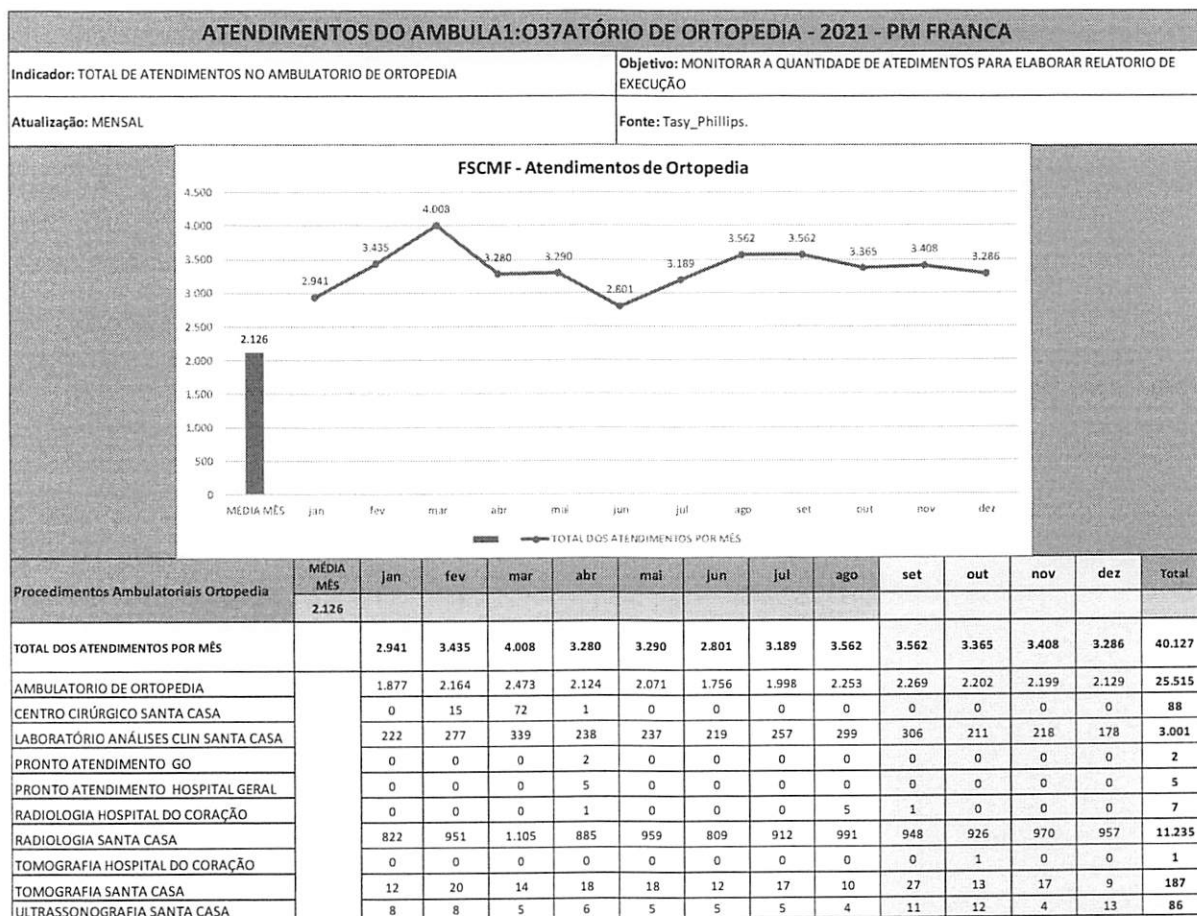 ATENDIMENTOS DO AMBULA1:O37ATÓRIO DE ORTOPEDIA - 2021 - PM FRANCA
Indicador: TOTAL DE ATENDIMENTOS NO AMBULATORIO DE ORTOPEDIA
Objetivo: MONITORAR A QUANTIDADE DE ATEDIMENTOS PARA ELABORAR RELATORIO DE
EXECUÇÃO
Atualização: MENSAL
Fonte: Tasy_Phillips.
FSCMF - Atendimentos de Ortopedia
4.500
4.000
3.500
3.000
2.500
2.000
1.500
1.000
500
0
2.126
2.941
3.435
4.008
3.280
3.290
2.801
3.189
3.562
3.562
3.365
3.408
3.286
MÉDIA MÊS jan fev mar abr mai jun jul ago set out nov dez
TOTAL DOS ATENDIMENTOS POR MÊS
Procedimentos Ambulatoriais Ortopedia MÉDIA MÊS jan fev mar abr mai jun jul ago set out nov dez Total
2.126
TOTAL DOS ATENDIMENTOS POR MÊS 2.941 3.435 4.008 3.280 3.290 2.801 3.189 3.562 3.562 3.365 3.408 3.286 40.127
AMBULATORIO DE ORTOPEDIA 1.877 2.164 2.473 2.124 2.071 1.756 1.998 2.253 2.269 2.202 2.199 2.129 25.515
CENTRO CIRÚRGICO SANTA CASA 0 15 72 1 0 0 0 0 0 0 0 0 88
LABORATÓRIO ANÁLISES CLIN SANTA CASA 222 277 339 238 237 219 257 299 306 211 218 178 3.001
PRONTO ATENDIMENTO GO 0 0 0 2 0 0 0 0 0 0 0 0 2
PRONTO ATENDIMENTO HOSPITAL GERAL 0 0 0 5 0 0 0 0 0 0 0 0 5
RADIOLOGIA HOSPITAL DO CORAÇÃO 0 0 0 1 0 0 0 5 1 0 0 0 7
RADIOLOGIA SANTA CASA 822 951 1.105 885 959 809 912 991 948 926 970 957 11.235
TOMOGRAFIA HOSPITAL DO CORAÇÃO 0 0 0 0 0 0 0 0 0 1 0 0 1
TOMOGRAFIA SANTA CASA 12 20 14 18 18 12 17 10 27 13 17 9 187
ULTRASSONOGRAFIA SANTA CASA 8 8 5 6 5 5 5 4 11 12 4 13 86